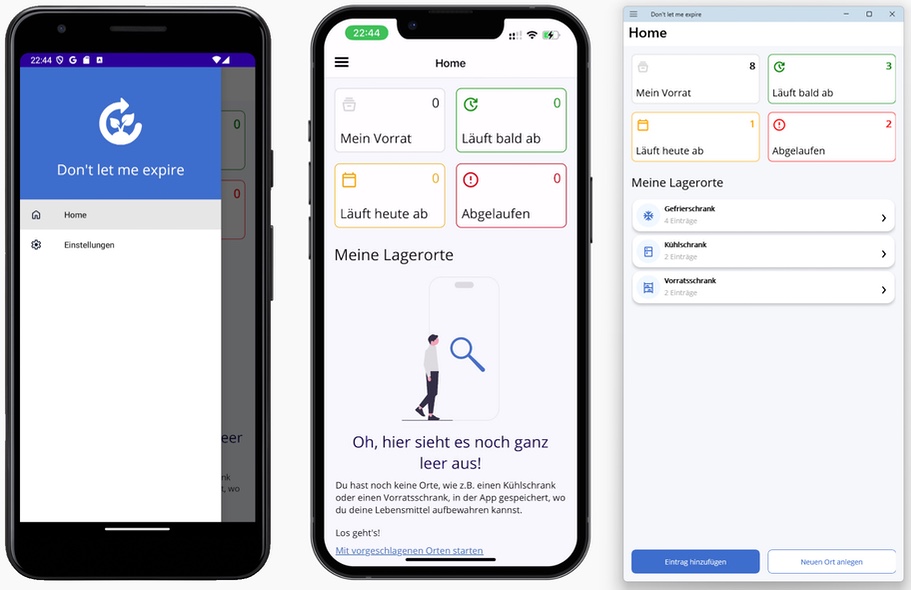 22:44
0
0
Don't let me expire
Home
Einstellungen
eer
nk
t, wo
22:44
Home
0
Mein Vorrat
0
Läuft bald ab
0
Läuft heute ab
0
Abgelaufen
Meine Lagerorte
Oh, hier sieht es noch ganz
leer aus!
Du hast noch keine Orte, wie z.B. einen Kühlschrank
oder einen Vorratsschrank, in der App gespeichert, wo
du deine Lebensmittel aufbewahren kannst.
Los geht's!
Mit vorgeschlagenen Orten starten
Don't let me expire
Home
8
Mein Vorrat
3
Läuft bald ab
1
Läuft heute ab
2
Abgelaufen
Meine Lagerorte
Gefrierschrank
4 Einträge
Kühlschrank
2 Einträge
Vorratsschrank
2 Einträge
Eintrag hinzufügen
Neuen Ort anlegen